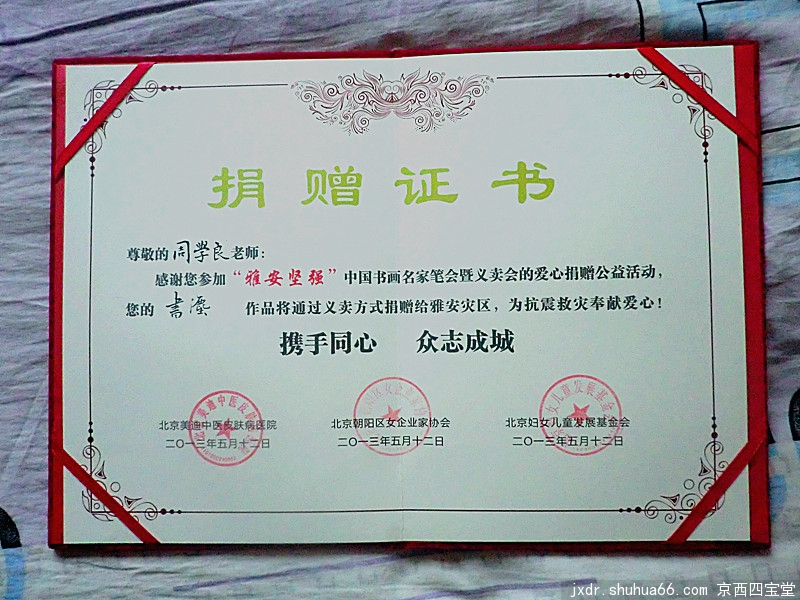 捐赠证书
尊敬的周学良老师：
感谢您参加“雅安坚强”中国书画名家笔会暨义卖会的爱心捐赠公益活动，
您的 书法 作品将通过义卖方式捐赠给雅安灾区，为抗震救灾奉献爱心！
携手同心 众志成城
北京美迪中医皮肤病医院 北京朝阳区女企业家协会 北京妇女儿童发展基金会
二〇一三年五月十二日 二〇一三年五月十二日 二〇一三年五月十二日
jxdr.shuhua66.com 京西四宝堂